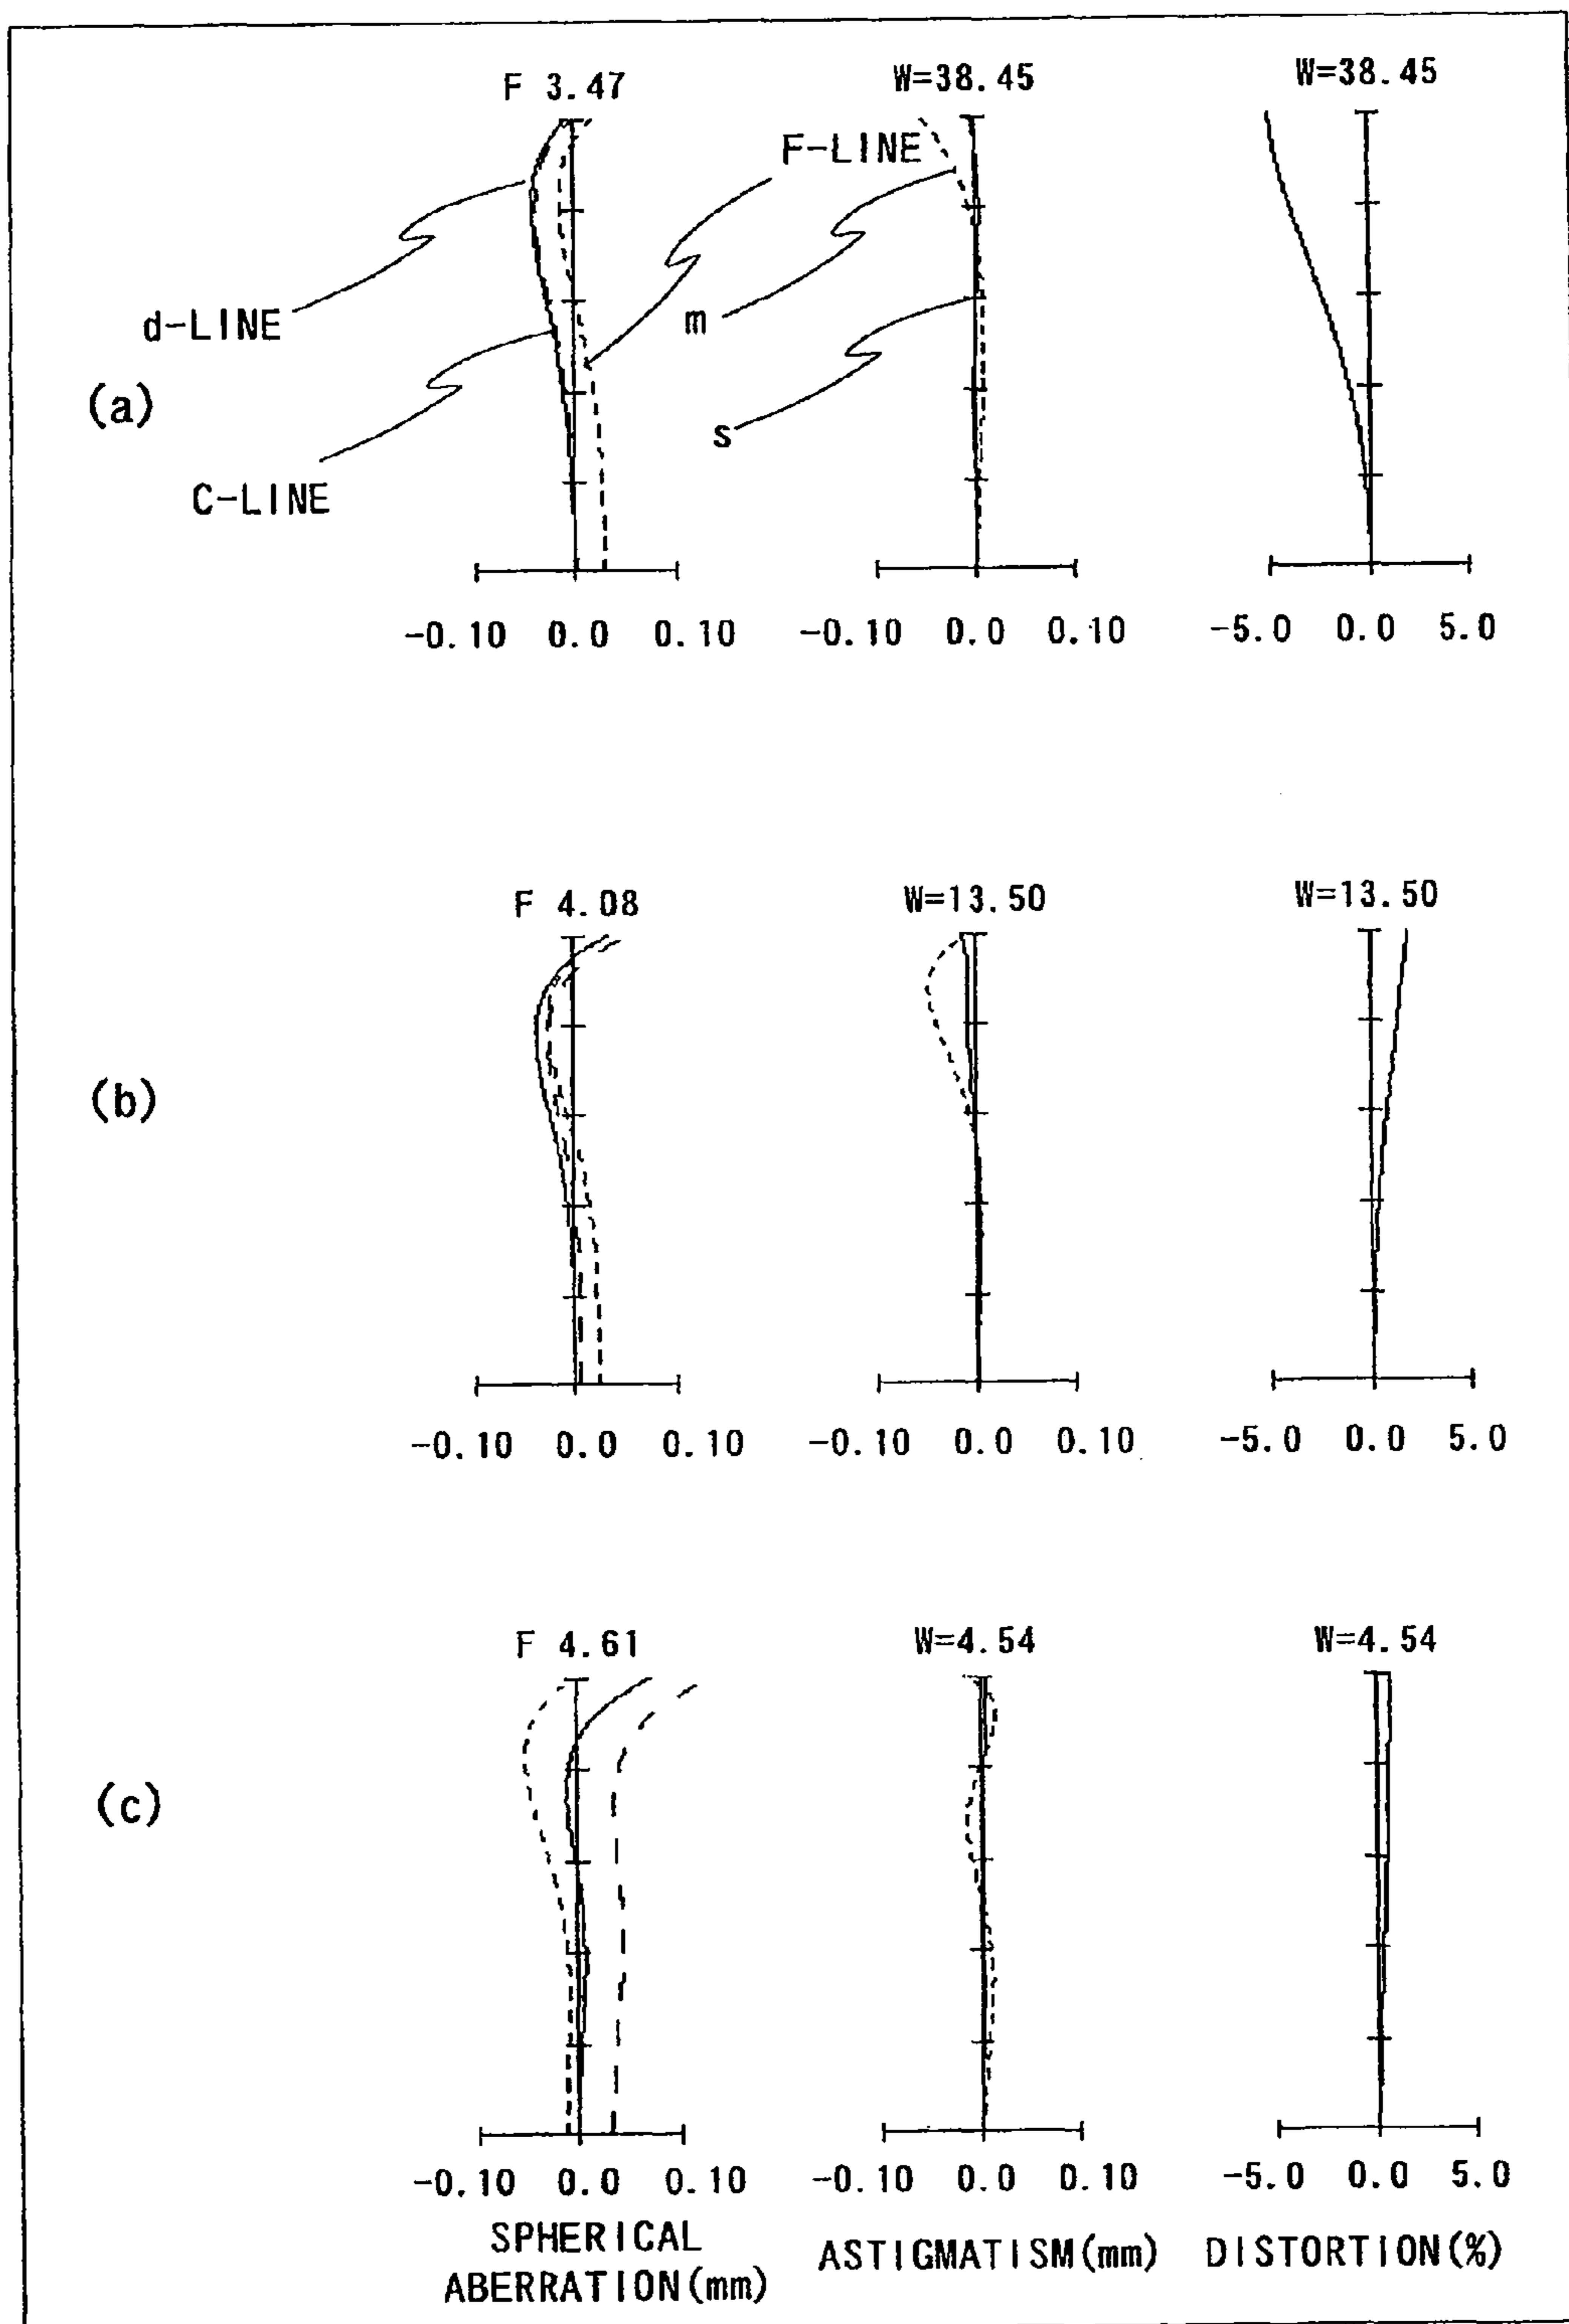 F 3.47
W=38.45
W=38.45
F-LINE
d-LINE
m
(a)
s
C-LINE
-0.10 0.0 0.10
-0.10 0.0 0.10
-5.0 0.0 5.0
F 4.08
W=13.50
W=13.50
(b)
-0.10 0.0 0.10
-0.10 0.0 0.10
-5.0 0.0 5.0
F 4.61
W=4.54
W=4.54
(c)
-0.10 0.0 0.10
-0.10 0.0 0.10
-5.0 0.0 5.0
SPHERICAL
ABERRATION(mm)
ASTIGMATISM(mm)
DISTORTION(%)